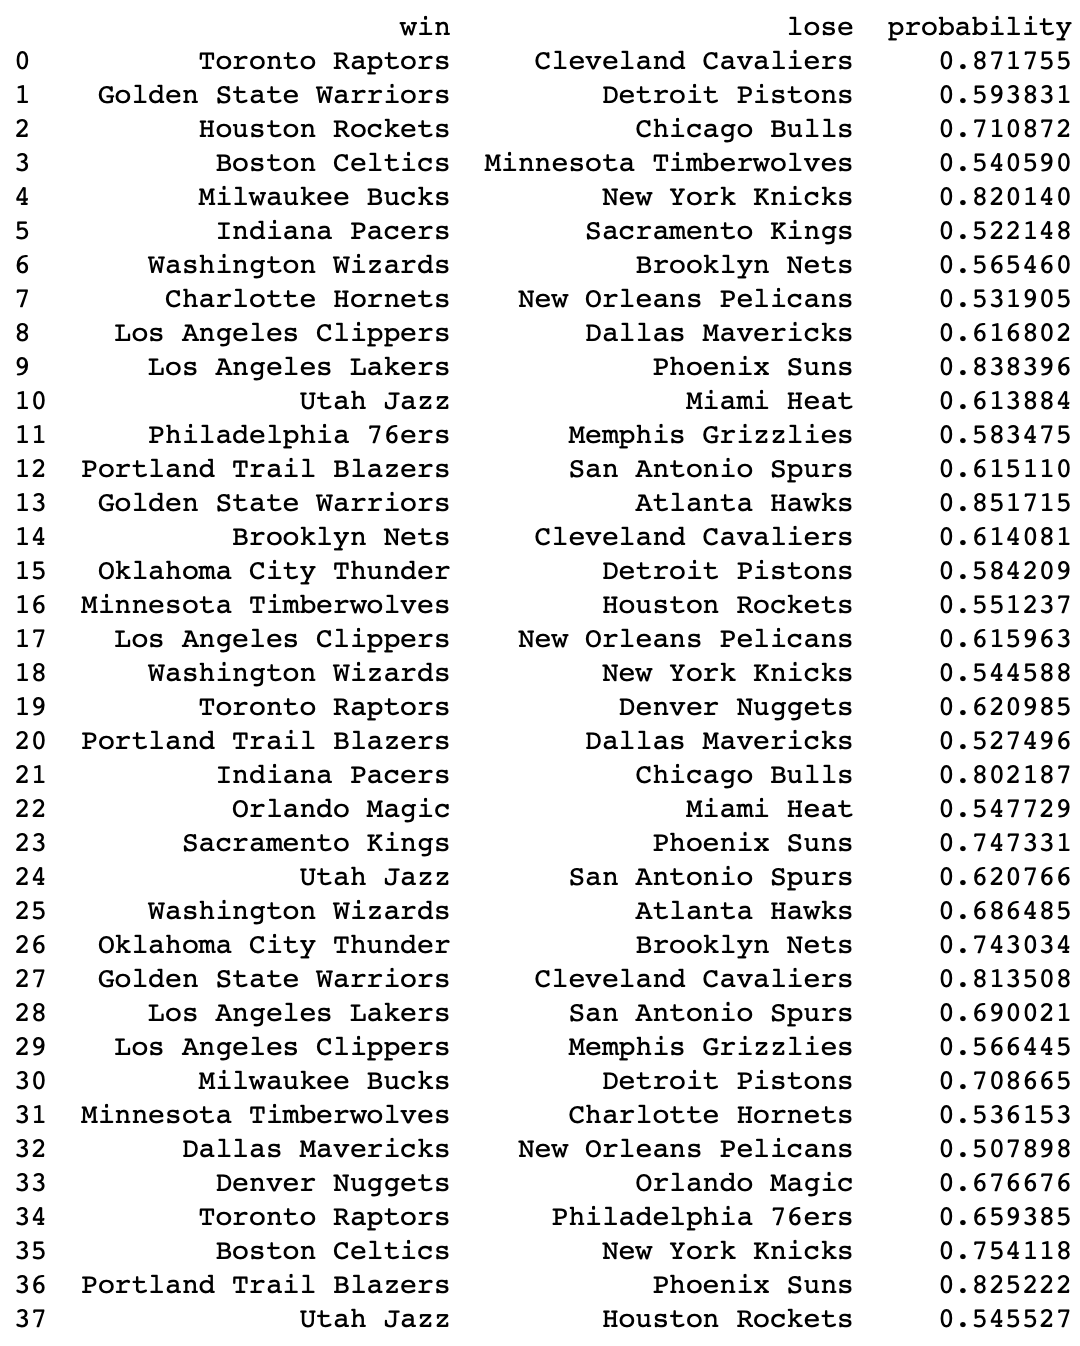 win lose probability
0 Toronto Raptors Cleveland Cavaliers 0.871755
1 Golden State Warriors Detroit Pistons 0.593831
2 Houston Rockets Chicago Bulls 0.710872
3 Boston Celtics Minnesota Timberwolves 0.540590
4 Milwaukee Bucks New York Knicks 0.820140
5 Indiana Pacers Sacramento Kings 0.522148
6 Washington Wizards Brooklyn Nets 0.565460
7 Charlotte Hornets New Orleans Pelicans 0.531905
8 Los Angeles Clippers Dallas Mavericks 0.616802
9 Los Angeles Lakers Phoenix Suns 0.838396
10 Utah Jazz Miami Heat 0.613884
11 Philadelphia 76ers Memphis Grizzlies 0.583475
12 Portland Trail Blazers San Antonio Spurs 0.615110
13 Golden State Warriors Atlanta Hawks 0.851715
14 Brooklyn Nets Cleveland Cavaliers 0.614081
15 Oklahoma City Thunder Detroit Pistons 0.584209
16 Minnesota Timberwolves Houston Rockets 0.551237
17 Los Angeles Clippers New Orleans Pelicans 0.615963
18 Washington Wizards New York Knicks 0.544588
19 Toronto Raptors Denver Nuggets 0.620985
20 Portland Trail Blazers Dallas Mavericks 0.527496
21 Indiana Pacers Chicago Bulls 0.802187
22 Orlando Magic Miami Heat 0.547729
23 Sacramento Kings Phoenix Suns 0.747331
24 Utah Jazz San Antonio Spurs 0.620766
25 Washington Wizards Atlanta Hawks 0.686485
26 Oklahoma City Thunder Brooklyn Nets 0.743034
27 Golden State Warriors Cleveland Cavaliers 0.813508
28 Los Angeles Lakers San Antonio Spurs 0.690021
29 Los Angeles Clippers Memphis Grizzlies 0.566445
30 Milwaukee Bucks Detroit Pistons 0.708665
31 Minnesota Timberwolves Charlotte Hornets 0.536153
32 Dallas Mavericks New Orleans Pelicans 0.507898
33 Denver Nuggets Orlando Magic 0.676676
34 Toronto Raptors Philadelphia 76ers 0.659385
35 Boston Celtics New York Knicks 0.754118
36 Portland Trail Blazers Phoenix Suns 0.825222
37 Utah Jazz Houston Rockets 0.545527